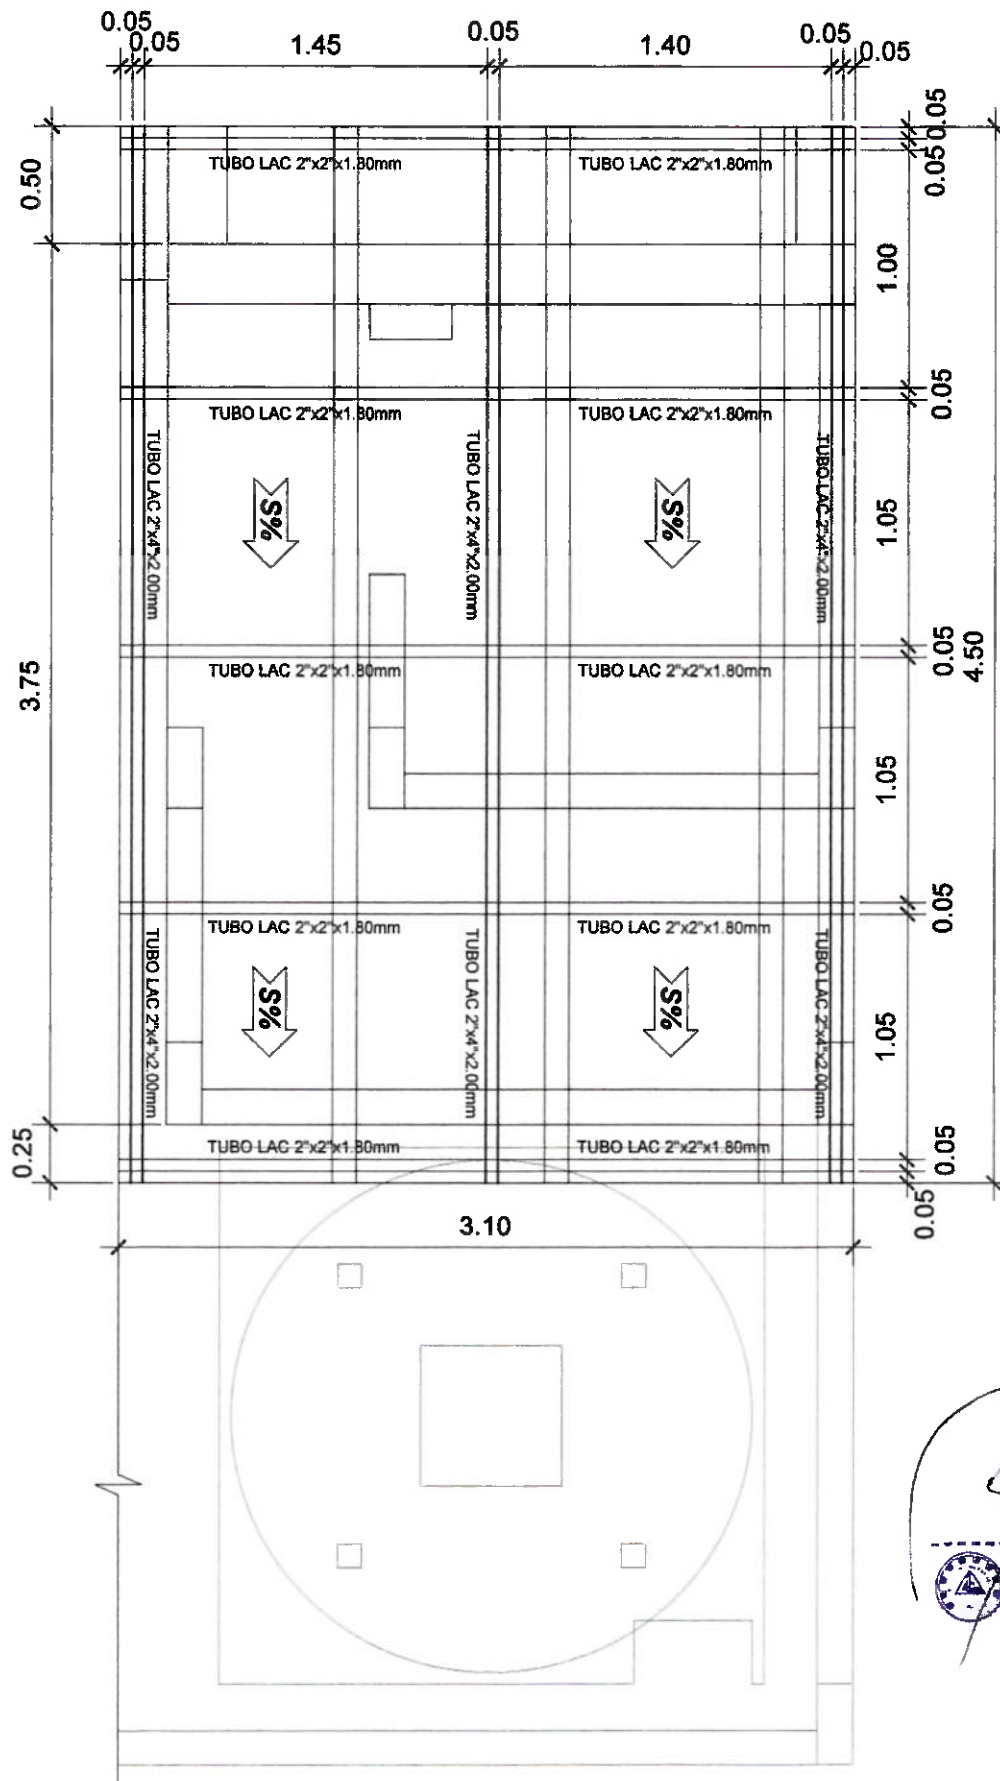 0.05 0.05 1.45 0.05 1.40 0.05 0.05
0.05
0.05
0.50
TUBO LAC 2"x2"x1.80mm TUBO LAC 2"x2"x1.80mm
1.00
0.05
TUBO LAC 2"x2"x1.80mm TUBO LAC 2"x2"x1.80mm
TUBO LAC 2"x4"x2.00mm
TUBO LAC 2"x4"x2.00mm
TUBO LAC 2"x4"x2.00mm
S%
S%
1.05
0.05
4.50
3.75
TUBO LAC 2"x2"x1.80mm TUBO LAC 2"x2"x1.80mm
1.05
0.05
TUBO LAC 2"x2"x1.80mm TUBO LAC 2"x2"x1.80mm
TUBO LAC 2"x4"x2.00mm
TUBO LAC 2"x4"x2.00mm
TUBO LAC 2"x4"x2.00mm
S%
S%
1.05
0.25
TUBO LAC 2"x2"x1.80mm TUBO LAC 2"x2"x1.80mm
0.05
0.05
3.10